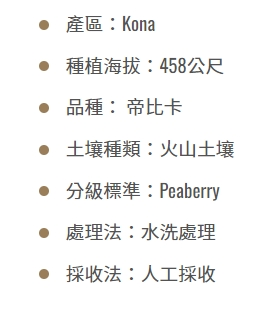 產區：Kona
種植海拔：458公尺
品種： 帝比卡
土壤種類：火山土壤
分級標準：Peaberry
處理法：水洗處理
採收法：人工採收